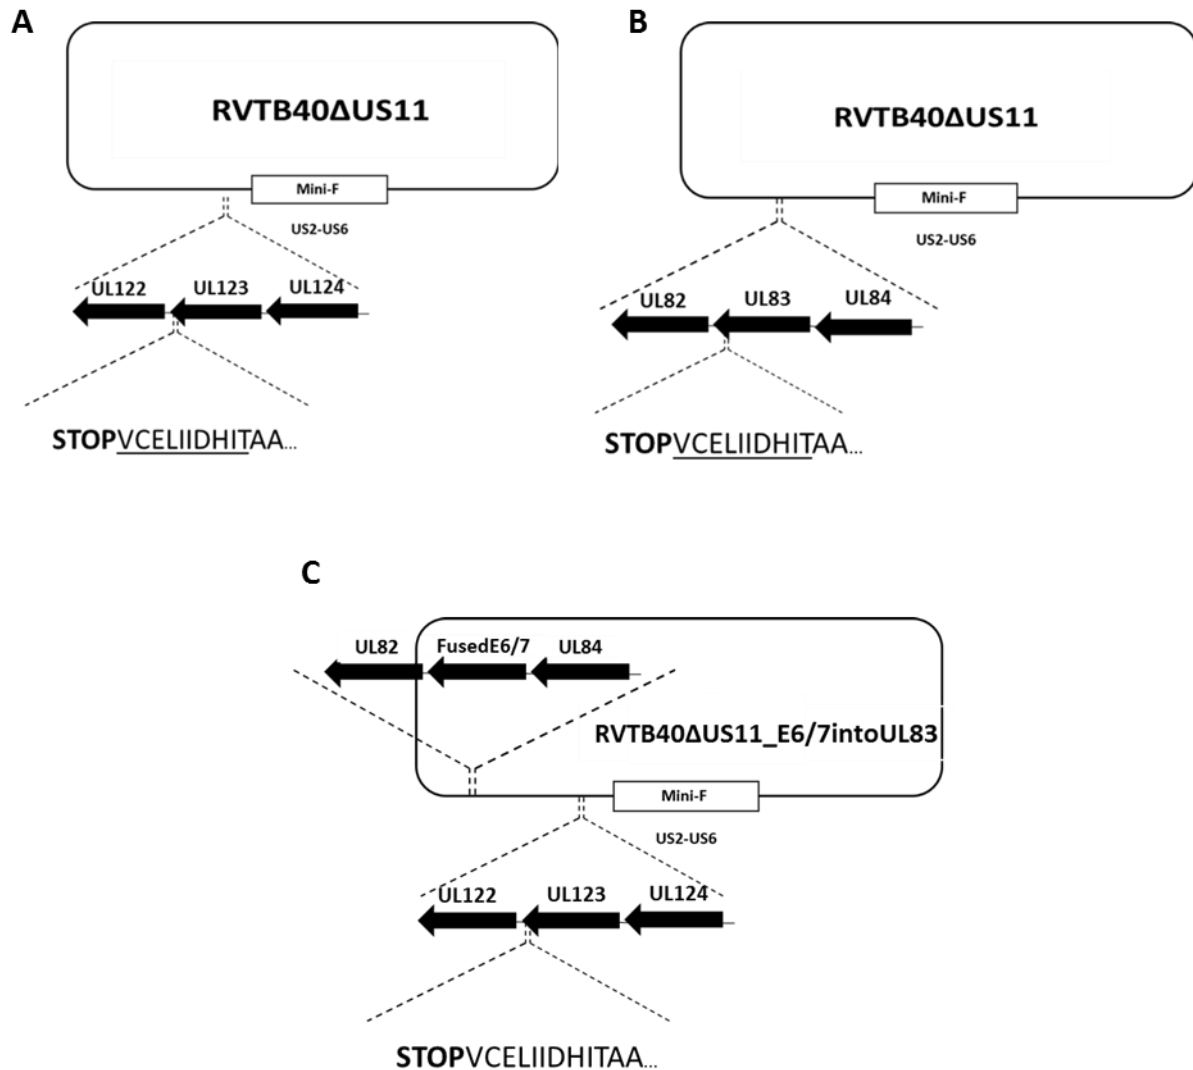 A
RVTB40ΔUS11
Mini-F
US2-US6
UL122 UL123 UL124
STOPVCELIIDHITAA...
B
RVTB40ΔUS11
Mini-F
US2-US6
UL82 UL83 UL84
STOPVCELIIDHITAA...
C
UL82 FusedE6/7 UL84
RVTB40ΔUS11_E6/7intoUL83
Mini-F
US2-US6
UL122 UL123 UL124
STOPVCELIIDHITAA...